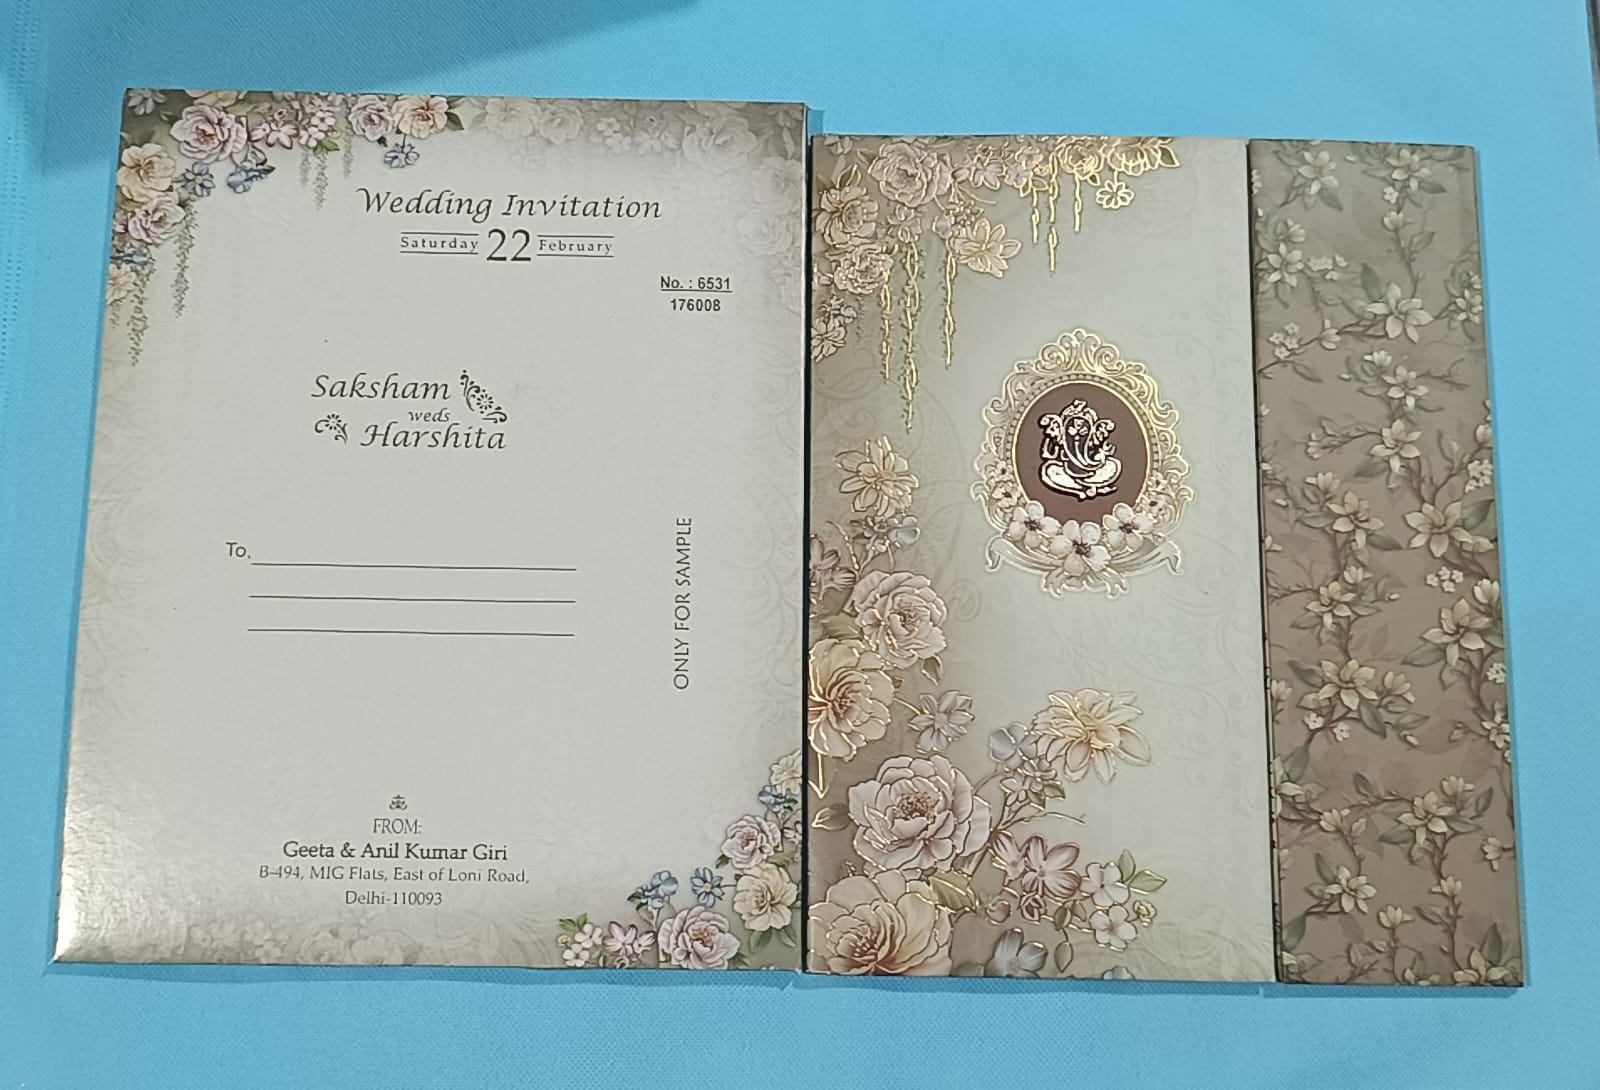 Wedding Invitation
Saturday 22 February
No. : 6531
176008
Saksham
weds
Harshita
To,
ONLY FOR SAMPLE
FROM:
Geeta & Anil Kumar Giri
B-494, MIG Flats, East of Loni Road,
Delhi-110093